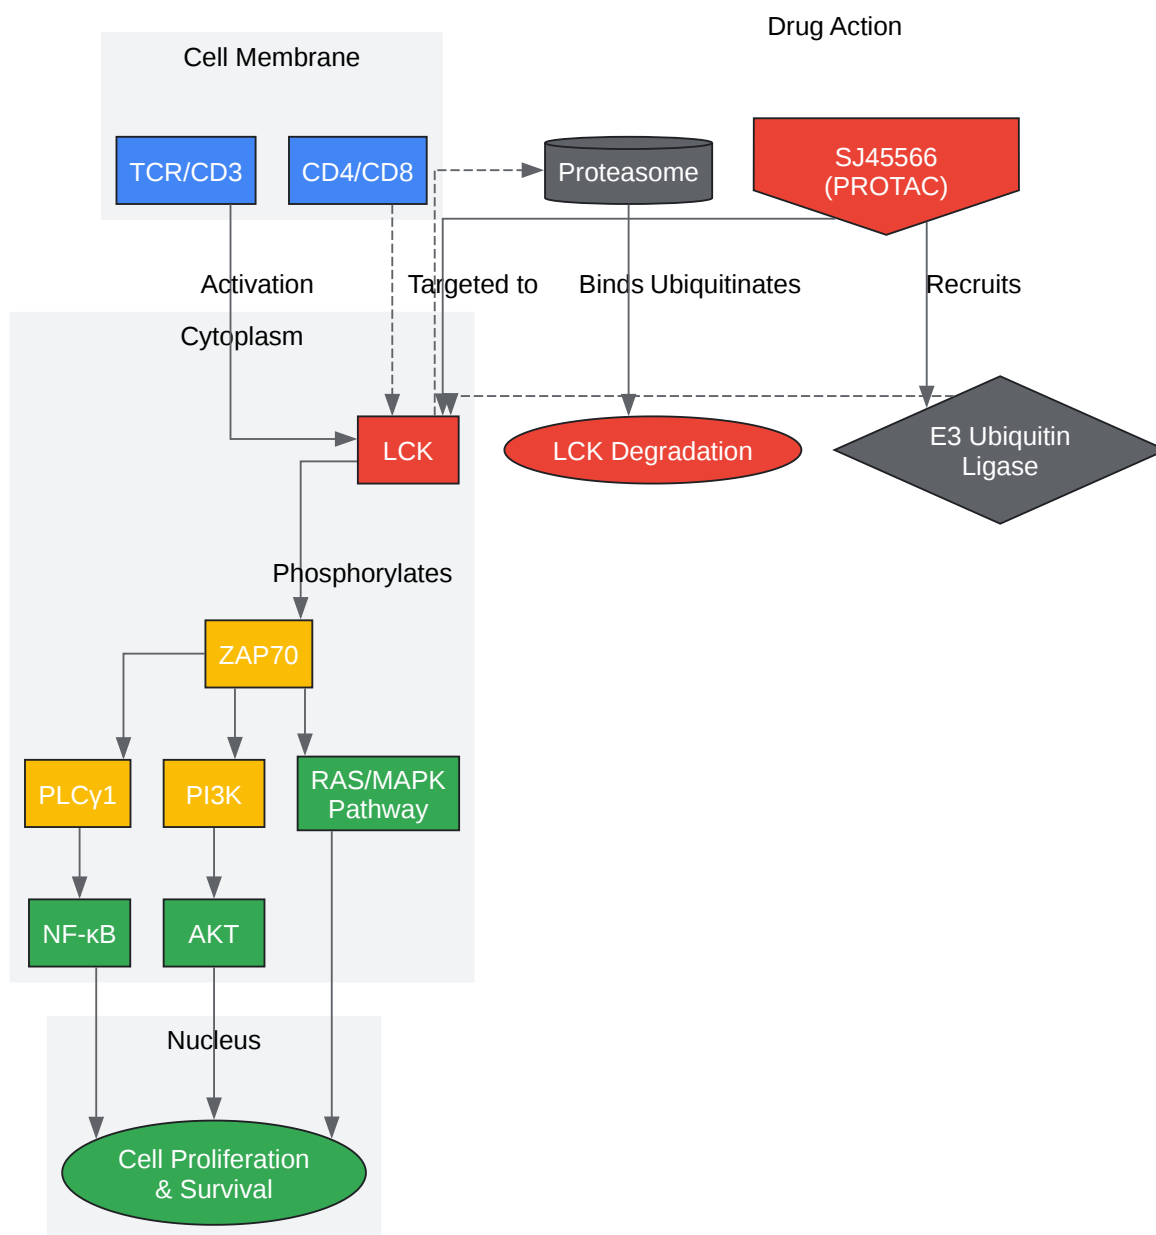 Drug Action
Cell Membrane
TCR/CD3
CD4/CD8
Proteasome
SJ45566
(PROTAC)
Activation
Targeted to
Binds
Ubiquitinates
Recruits
Cytoplasm
LCK
LCK Degradation
E3 Ubiquitin
Ligase
Phosphorylates
ZAP70
PLCγ1
PI3K
RAS/MAPK
Pathway
NF-κB
AKT
Nucleus
Cell Proliferation
& Survival